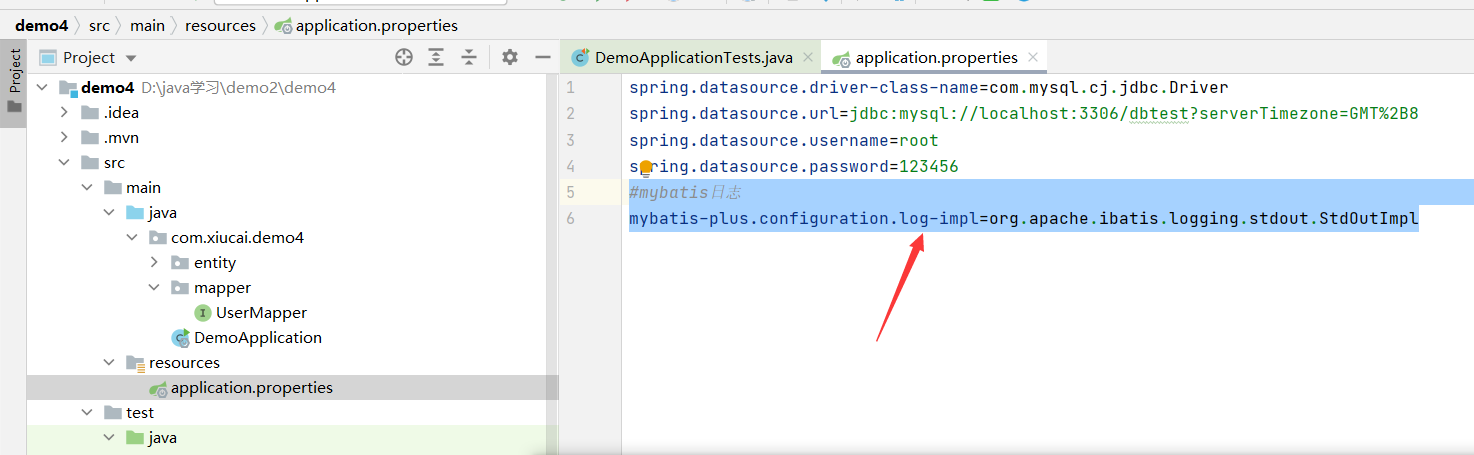 demo4 > src > main > resources > application.properties
Project
Project
DemoApplicationTests.java
application.properties
demo4 D:\java学习\demo2\demo4
.idea
.mvn
src
main
java
com.xiucai.demo4
entity
mapper
UserMapper
DemoApplication
resources
application.properties
test
java
1 spring.datasource.driver-class-name=com.mysql.cj.jdbc.Driver
2 spring.datasource.url=jdbc:mysql://localhost:3306/dbtest?serverTimezone=GMT%2B8
3 spring.datasource.username=root
4 spring.datasource.password=123456
5 #mybatis日志
6 mybatis-plus.configuration.log-impl=org.apache.ibatis.logging.stdout.StdOutImpl